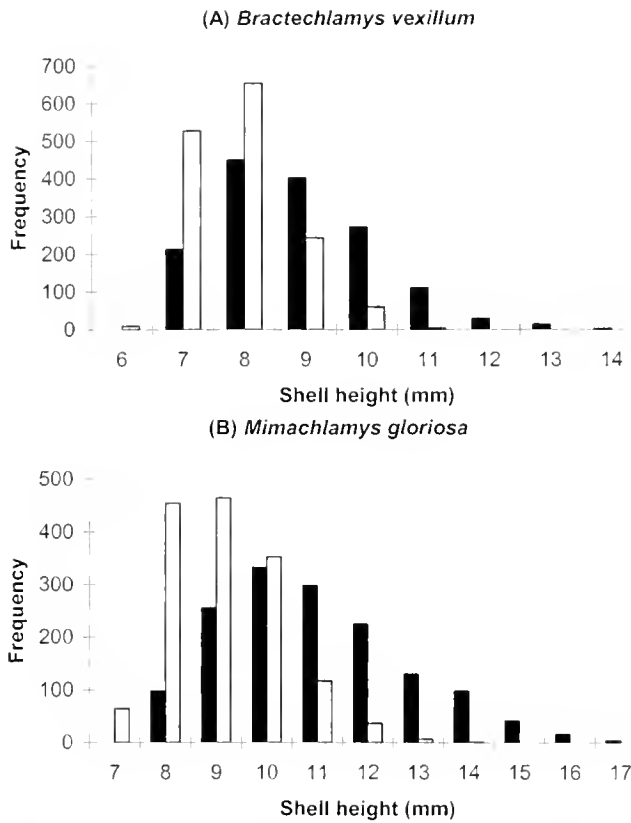 (A) Bractechlamys vexillum
700
600
500
400
300
200
100
0
Frequency
6 7 8 9 10 11 12 13 14
Shell height (mm)
(B) Mimachlamys gloriosa
500
400
300
200
100
0
Frequency
7 8 9 10 11 12 13 14 15 16 17
Shell height (mm)